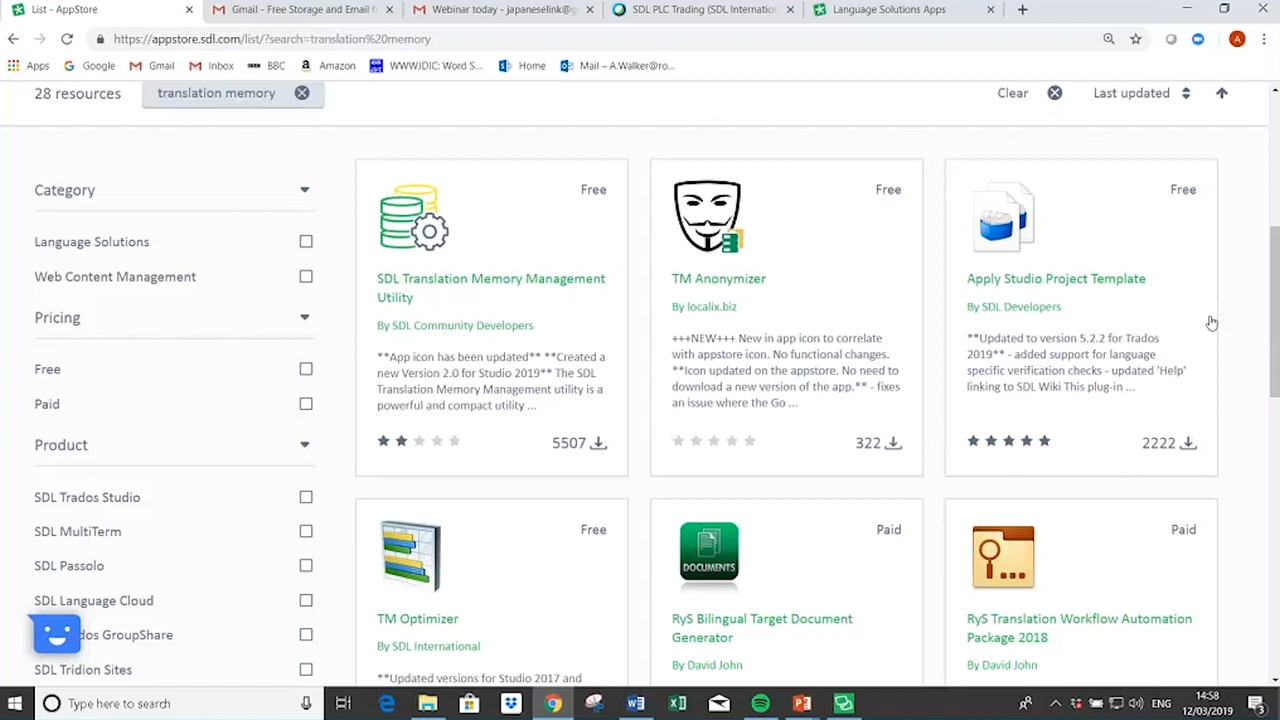 List - AppStore
Gmail - Free Storage and Email f
Webinar today - japaneselink@g
SDL PLC Trading (SDL Internatio
Language Solutions Apps
https://appstore.sdl.com/list/?search=translation%20memory
A
Apps
Google
Gmail
Inbox
BBC
Amazon
WWWJDIC: Word S...
Home
Mail – A.Walker@ro...
28 resources
translation memory
Clear
Last updated
Category
Language Solutions
Web Content Management
Pricing
Free
Paid
Product
SDL Trados Studio
SDL MultiTerm
SDL Passolo
SDL Language Cloud
dos GroupShare
SDL Tridion Sites
Free
SDL Translation Memory Management
Utility
By SDL Community Developers
**App icon has been updated** **Created a
new Version 2.0 for Studio 2019** The SDL
Translation Memory Management utility is a
powerful and compact utility ...
5507
Free
TM Anonymizer
By localix.biz
+++NEW+++ New in app icon to correlate
with appstore icon. No functional changes.
**Icon updated on the appstore. No need to
download a new version of the app.** - fixes
an issue where the Go ...
322
Free
Apply Studio Project Template
By SDL Developers
**Updated to version 5.2.2 for Trados
2019** - added support for language
specific verification checks - updated 'Help'
linking to SDL Wiki This plug-in ...
2222
Free
TM Optimizer
By SDL International
**Updated versions for Studio 2017 and
Paid
DOCUMENTS
RyS Bilingual Target Document
Generator
By David John
Paid
RyS Translation Workflow Automation
Package 2018
By David John
Type here to search
ENG
14:58
12/03/2019
3